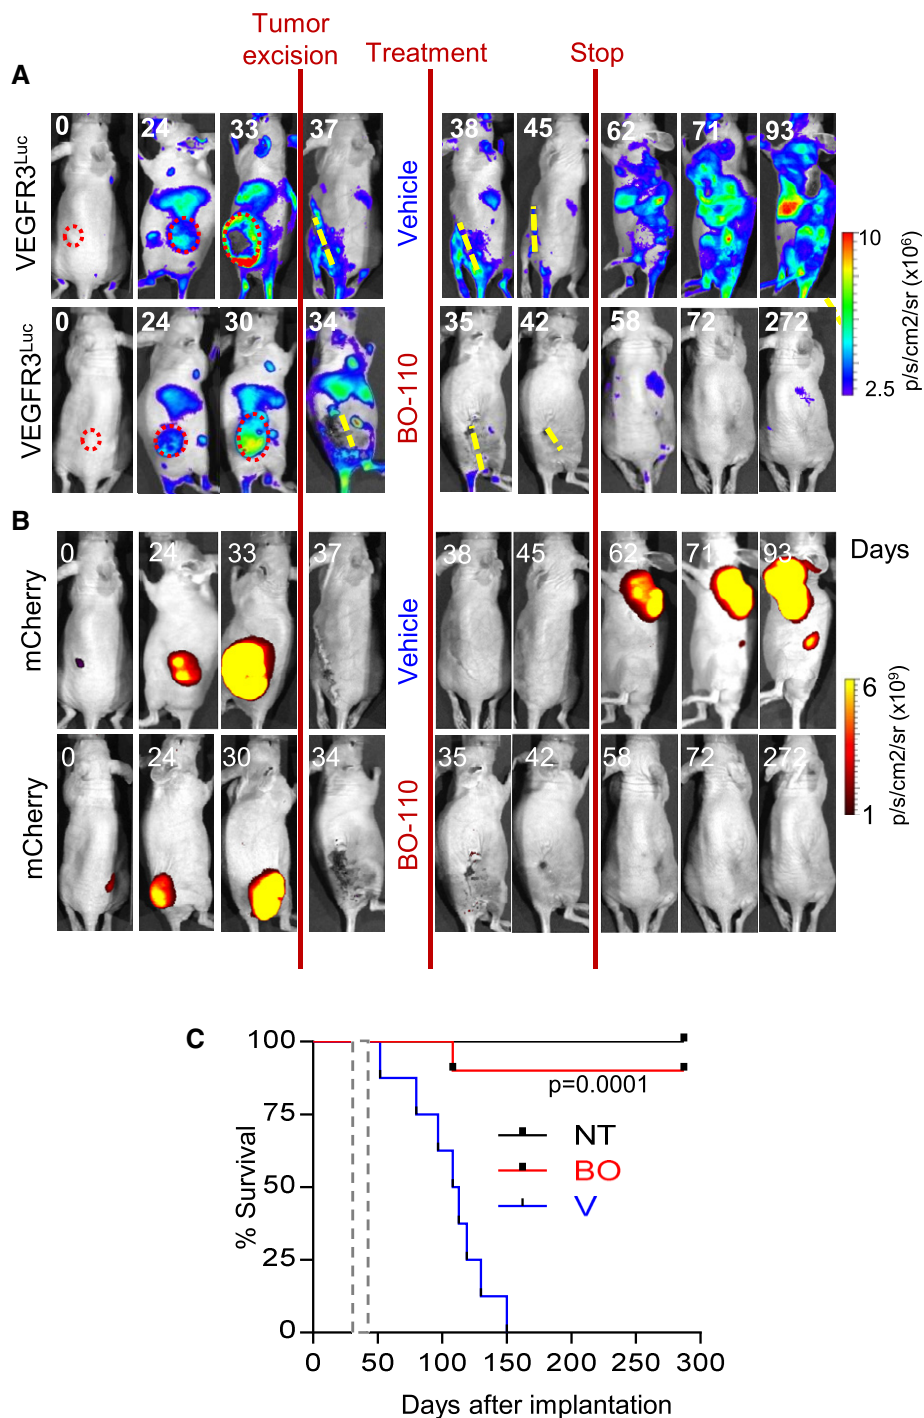 Tumor
excision
Treatment
Stop
A
VEGFR3Luc
0
24
33
37
Vehicle
38
45
62
71
93
10
p/s/cm2/sr (x10⁶)
2.5
VEGFR3Luc
0
24
30
34
BO-110
35
42
58
72
272
B
mCherry
0
24
33
37
Vehicle
38
45
62
71
93
Days
6
p/s/cm2/sr (x10⁹)
1
mCherry
0
24
30
34
BO-110
35
42
58
72
272
C
% Survival
100
75
50
25
0
p=0.0001
NT
BO
V
0 50 100 150 200 250 300
Days after implantation